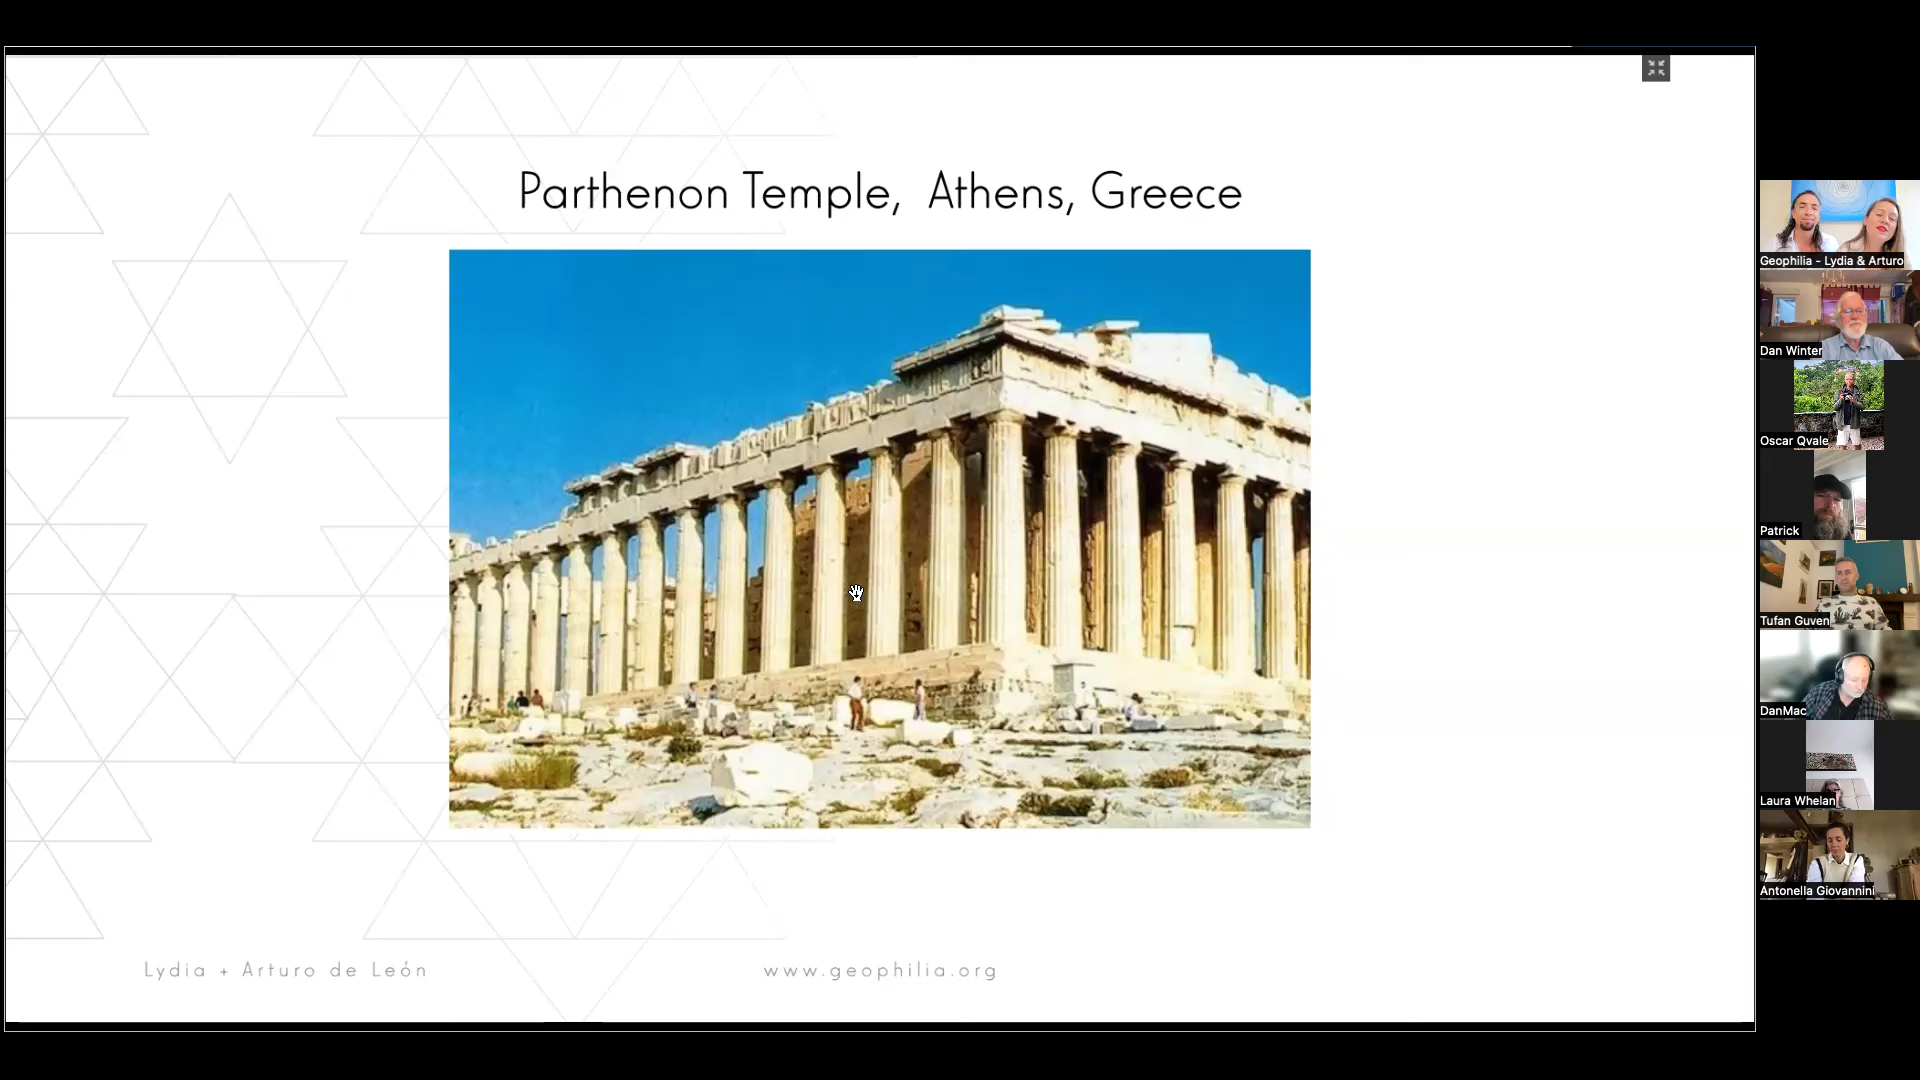 Parthenon Temple, Athens, Greece
Lydia + Arturo de León
www.geophilia.org
Geophilia - Lydia & Arturo
Dan Winter
Oscar Qvale
Patrick
Tufan Guven
DanMac
Laura Whelan
Antonella Giovannini